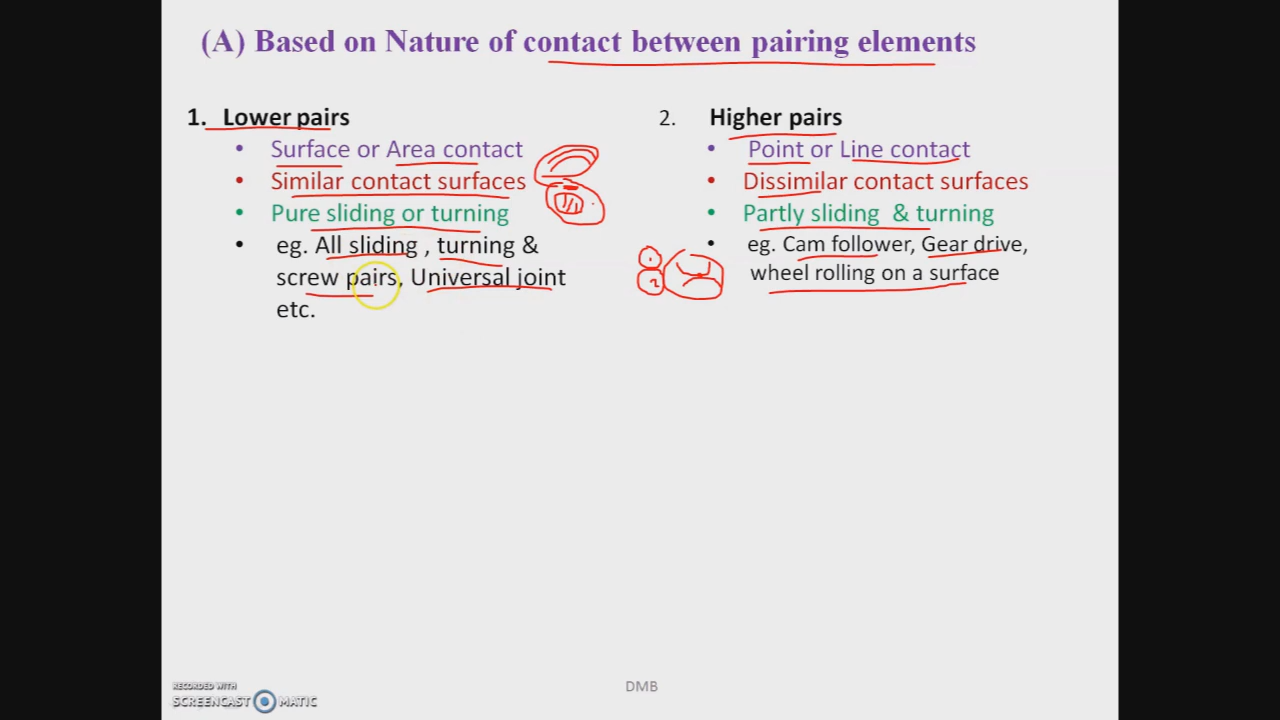 (A) Based on Nature of contact between pairing elements
1. Lower pairs
• Surface or Area contact
• Similar contact surfaces
• Pure sliding or turning
• eg. All sliding , turning &
screw pairs, Universal joint
etc.
2. Higher pairs
• Point or Line contact
• Dissimilar contact surfaces
• Partly sliding & turning
• eg. Cam follower, Gear drive,
wheel rolling on a surface
1
2
RECORDED WITH
SCREENCAST MATIC
DMB